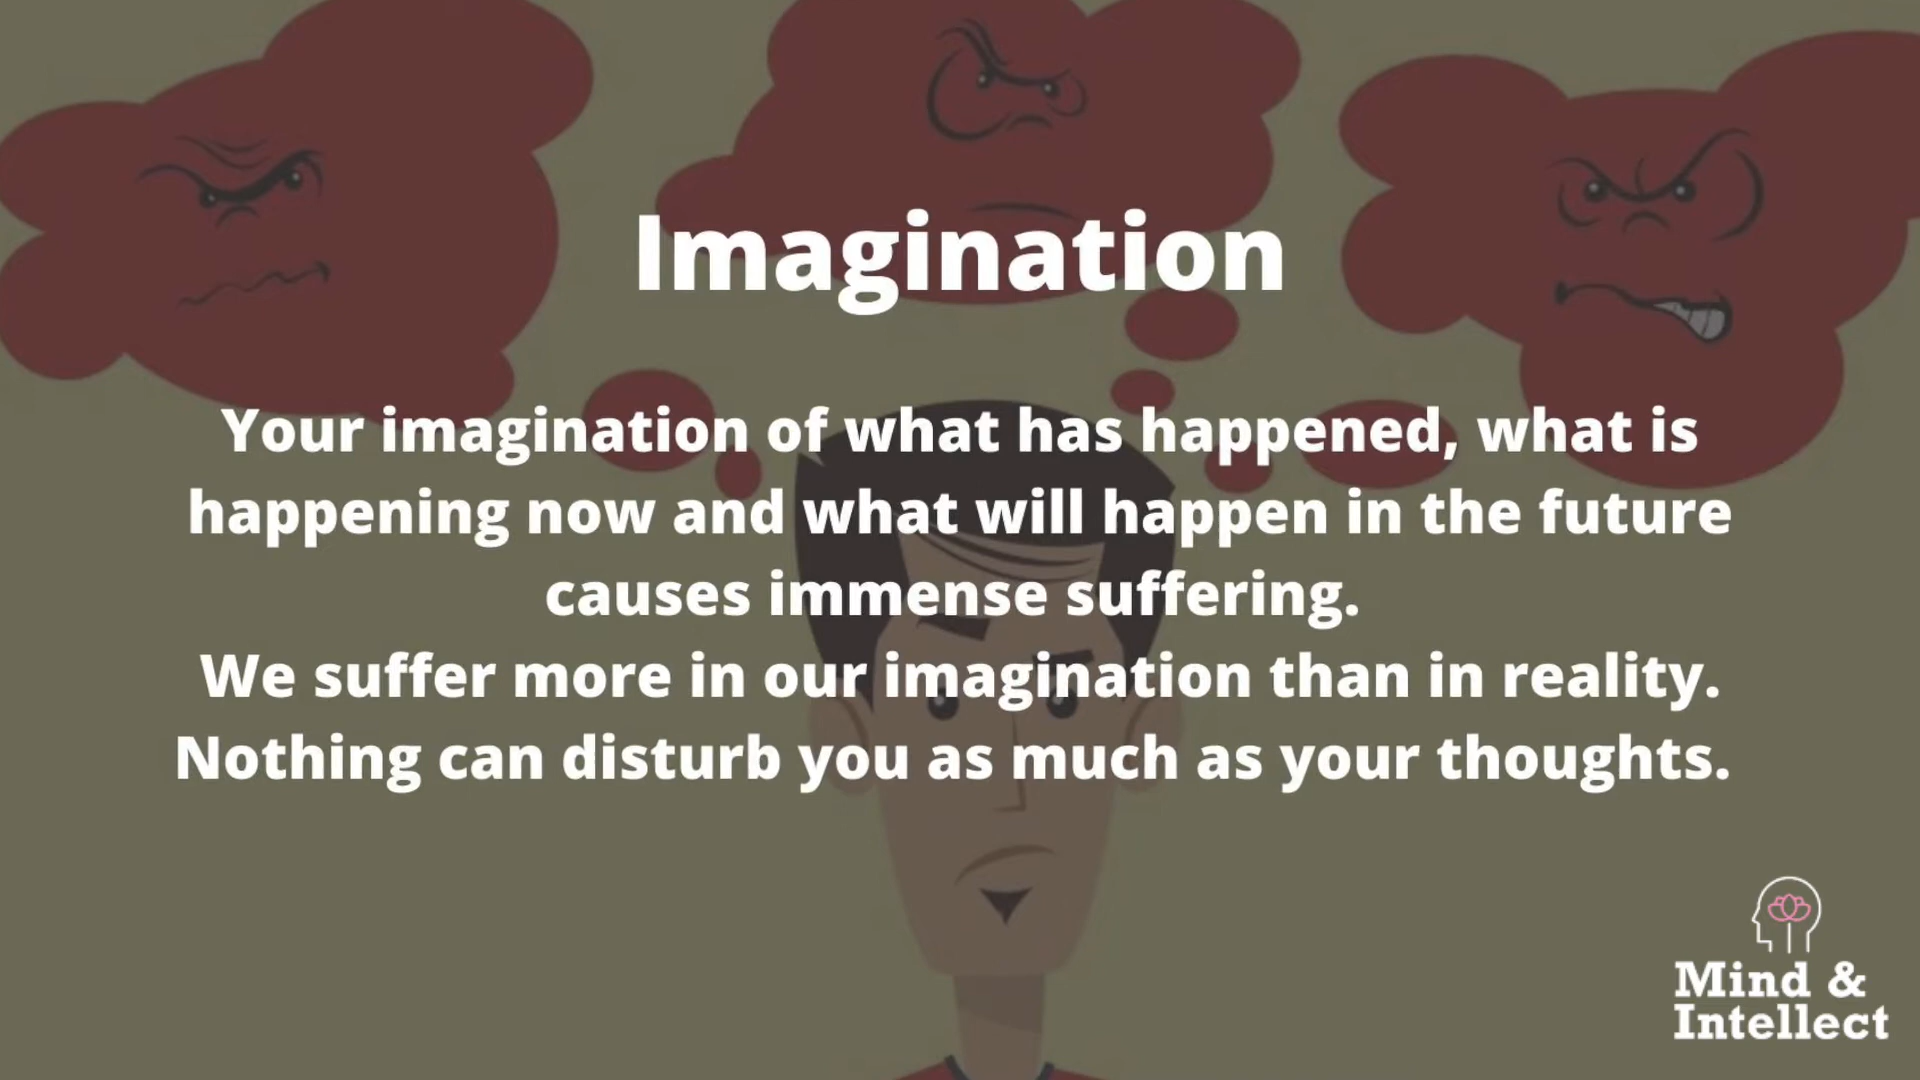 Imagination
Your imagination of what has happened, what is
happening now and what will happen in the future
causes immense suffering.
We suffer more in our imagination than in reality.
Nothing can disturb you as much as your thoughts.
Mind &
Intellect